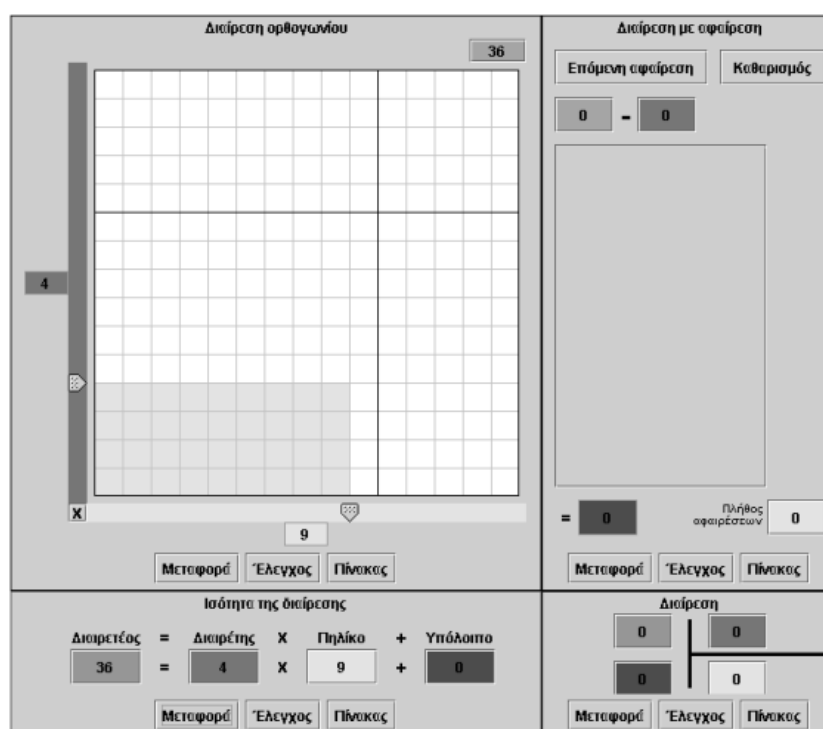 Διαίρεση ορθογωνίου
36
4
X
9
Μεταφορά Έλεγχος Πίνακας
Διαίρεση με αφαίρεση
Επόμενη αφαίρεση Καθαρισμός
0 - 0
= 0 Πλήθος αφαιρέσεων 0
Μεταφορά Έλεγχος Πίνακας
Ισότητα της διαίρεσης
Διαιρετέος = Διαιρέτης X Πηλίκο + Υπόλοιπο
36 = 4 X 9 + 0
Μεταφορά Έλεγχος Πίνακας
Διαίρεση
0 0
0 0
Μεταφορά Έλεγχος Πίνακας